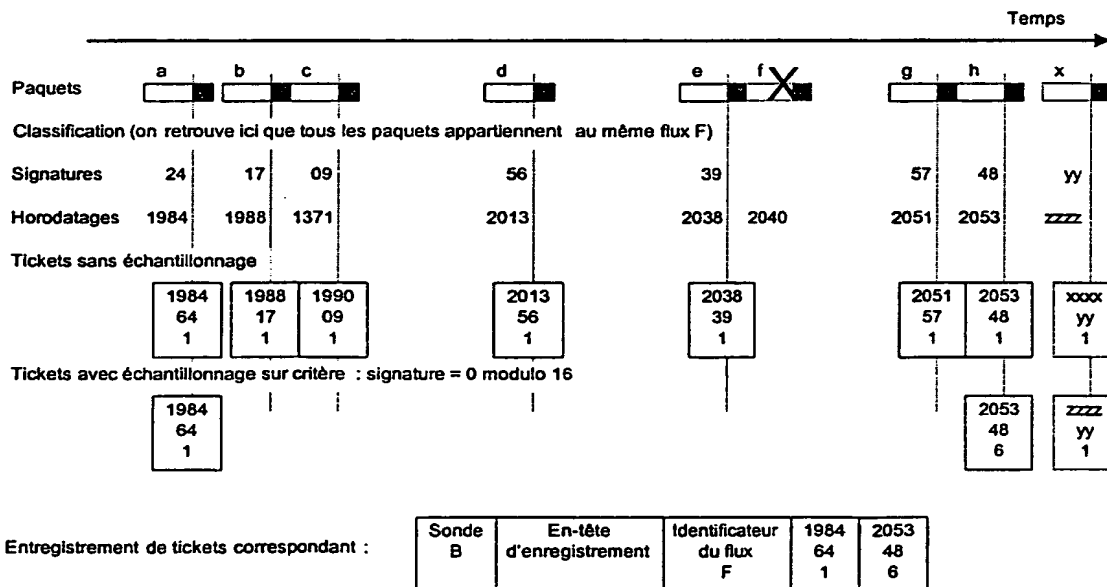 Temps
a b c d e f g h x
Paquets
Classification (on retrouve ici que tous les paquets appartiennent au même flux F)
Signatures 24 17 09 56 39 57 48 yy
Horodatages 1984 1988 1371 2013 2038 2040 2051 2053 zzzz
Tickets sans échantillonnage
1984 1988 1990 2013 2038 2051 2053 xxxx
64 17 09 56 39 57 48 yy
1 1 1 1 1 1 1 1
Tickets avec échantillonnage sur critère : signature = 0 modulo 16
1984 2053 zzzz
64 48 yy
1 6 1
Sonde En-tête Identificateur 1984 2053
Entregistrement de tickets correspondant : B d'enregistrement du flux 64 48
F 1 6